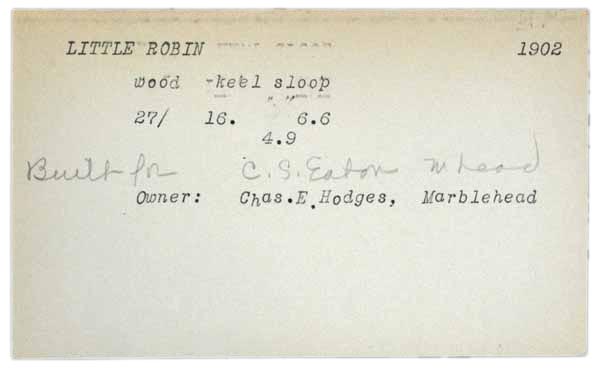 LITTLE ROBIN 1902
wood keel sloop
27/ 16. 6.6
4.9
Built for C. S. Eaton M'head
Owner: Chas.E.Hodges, Marblehead